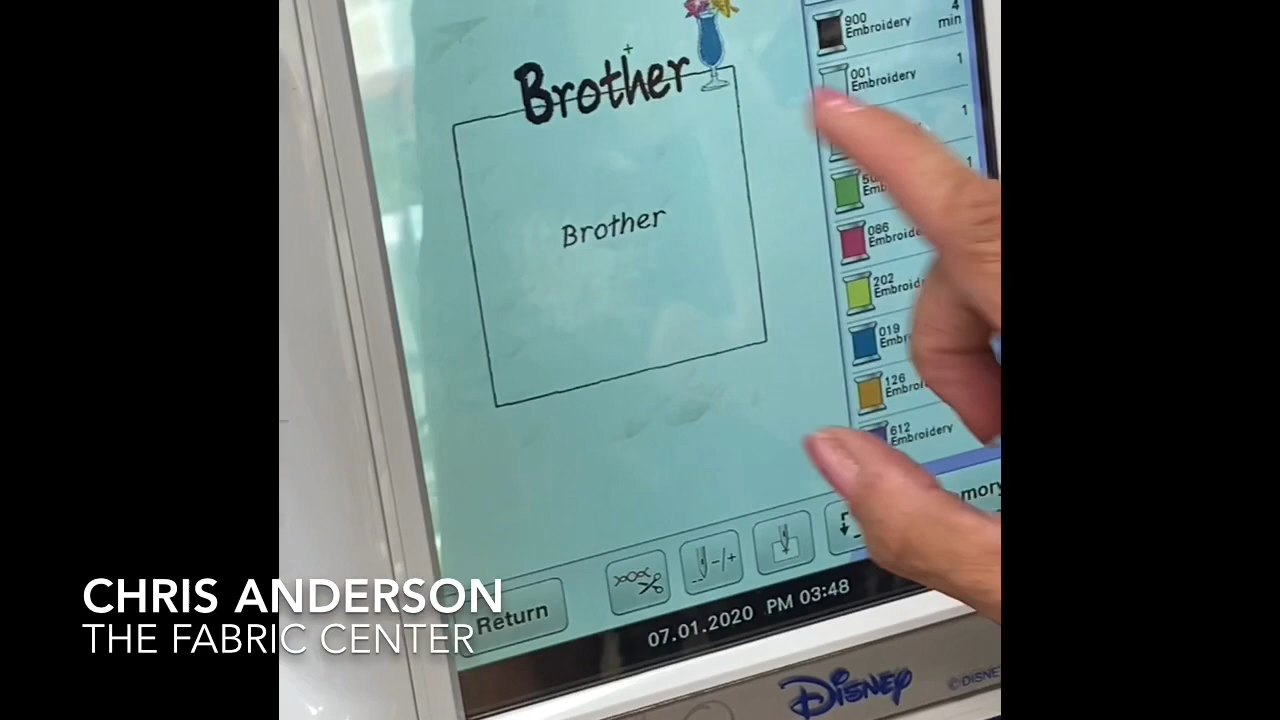 4
900
min
Embroidery
Brother
001
1
Embroidery
1
1
Brother
086
202
019
126
612
Embroidery
-/+
Return
07.01.2020 PM 03:48
CHRIS ANDERSON
THE FABRIC CENTER
DISNEY